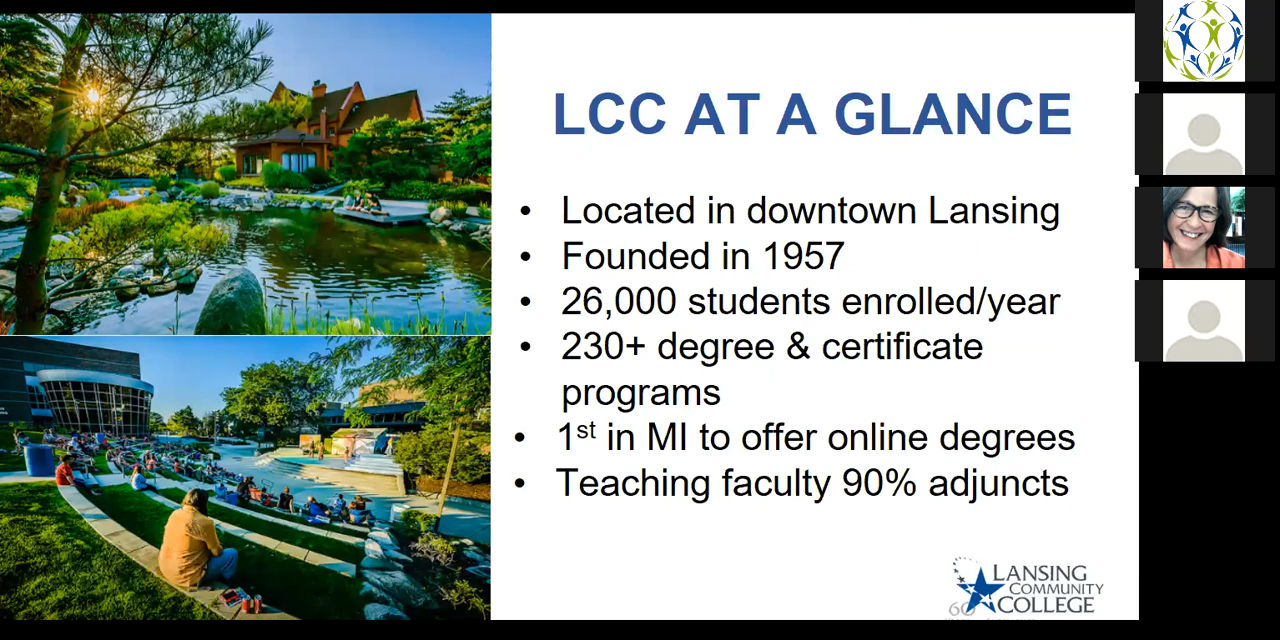 LCC AT A GLANCE
• Located in downtown Lansing
• Founded in 1957
• 26,000 students enrolled/year
• 230+ degree & certificate
programs
• 1st in MI to offer online degrees
• Teaching faculty 90% adjuncts
LANSING
COMMUNITY
COLLEGE
60